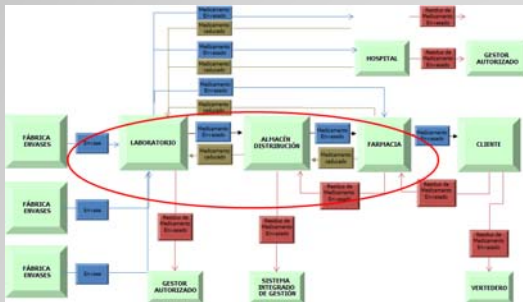 Medicamento
Envasado
Residuo de
Medicamento
Envasado
Medicamento
caducado
Medicamento
Envasado
HOSPITAL
Residuo de
Medicamento
Envasado
GESTOR
AUTORIZADO
Medicamento
caducado
Medicamento
Envasado
Medicamento
caducado
FÁBRICA
ENVASES
Envase
LABORATORIO
Medicamento
Envasado
Medicamento
caducado
ALMACÉN
DISTRIBUCIÓN
Medicamento
Envasado
Medicamento
caducado
FARMACIA
Medicamento
Envasado
CLIENTE
FÁBRICA
ENVASES
Envase
Residuo de
Medicamento
Envasado
Residuo de
Medicamento
Envasado
Residuo de
Medicamento
Envasado
Residuos de
Medicamento
Envasado
Residuo de
Medicamento
Envasado
FÁBRICA
ENVASES
Envase
GESTOR
AUTORIZADO
SISTEMA
INTEGRADO
DE GESTIÓN
VERTEDERO